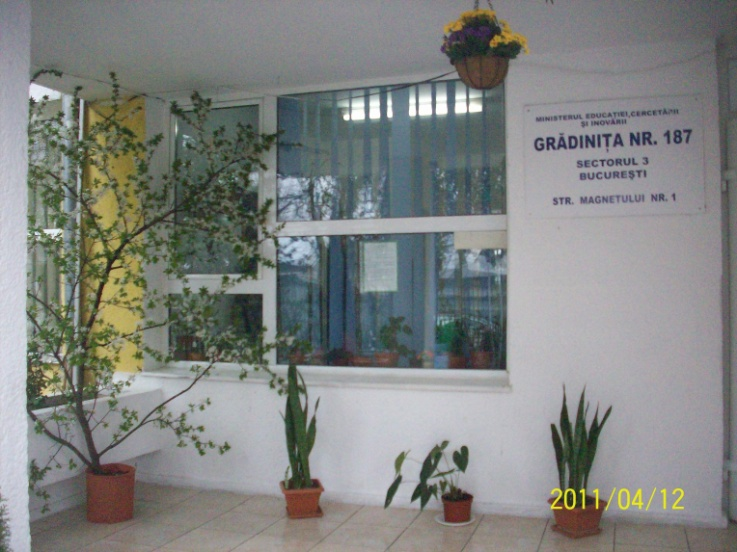 MINISTERUL EDUCAȚIEI,CERCETĂRII
ȘI INOVĂRII
GRĂDINIȚA NR. 187
SECTORUL 3
BUCUREȘTI
STR. MAGNETULUI NR. 1
2011/04/12